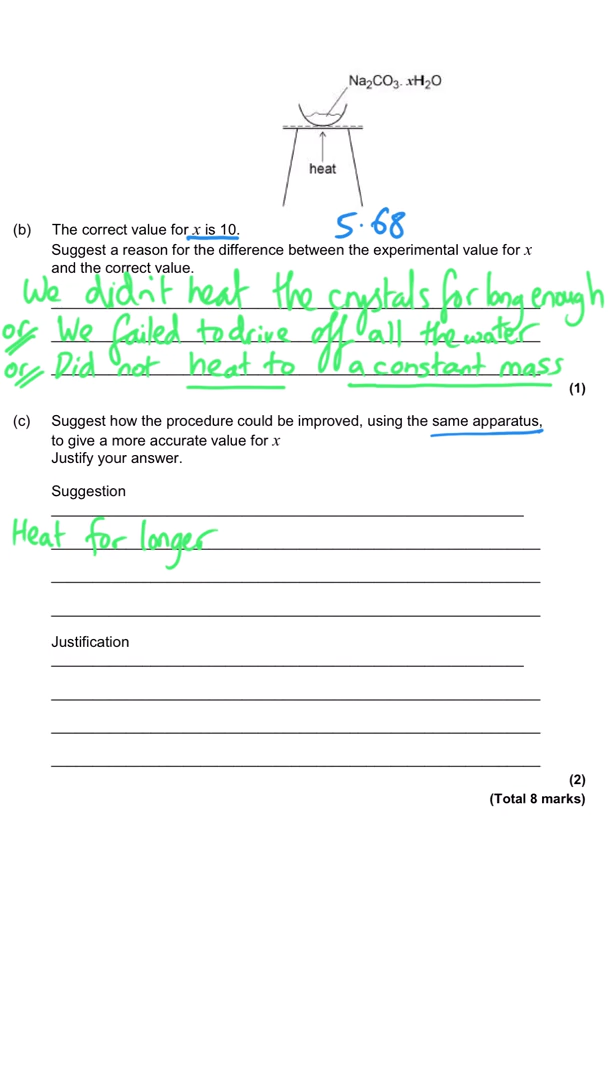 Na₂CO₃.xH₂O
heat
(b) The correct value for x is 10.
5.68
Suggest a reason for the difference between the experimental value for x
and the correct value.
We didn't heat the crystals for long enough
or We failed to drive off all the water
or Did not heat to a constant mass
(1)
(c) Suggest how the procedure could be improved, using the same apparatus,
to give a more accurate value for x
Justify your answer.
Suggestion
Heat for longer
Justification
(2)
(Total 8 marks)